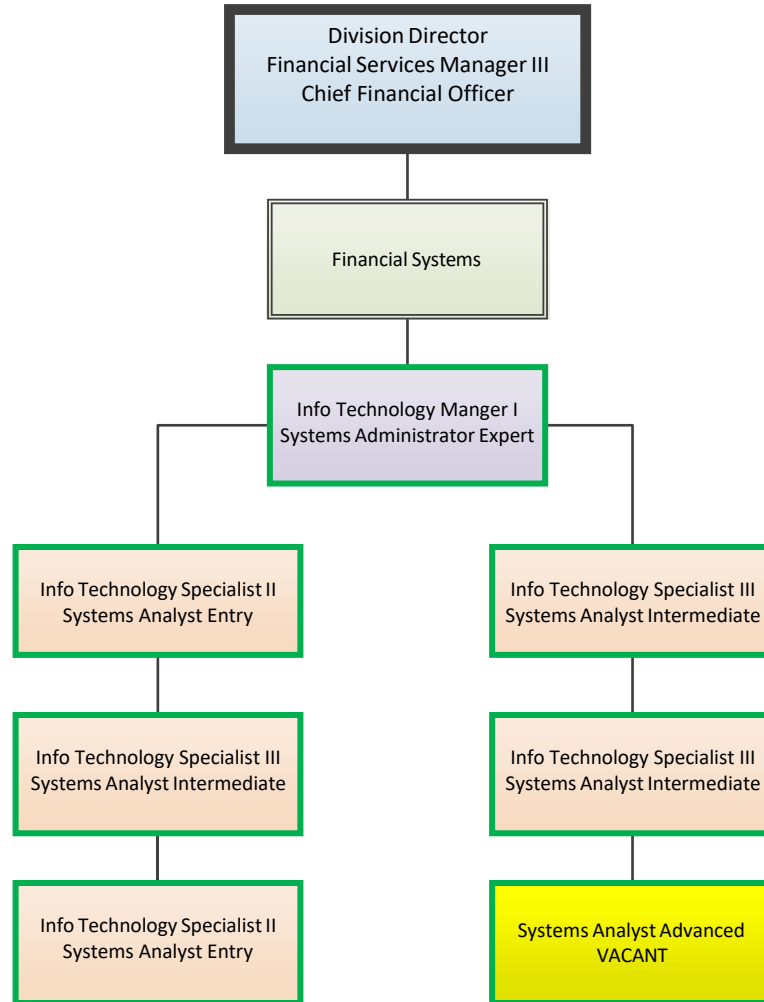 Division Director
Financial Services Manager III
Chief Financial Officer
Financial Systems
Info Technology Manger I
Systems Administrator Expert
Info Technology Specialist II
Systems Analyst Entry
Info Technology Specialist III
Systems Analyst Intermediate
Info Technology Specialist III
Systems Analyst Intermediate
Info Technology Specialist III
Systems Analyst Intermediate
Info Technology Specialist II
Systems Analyst Entry
Systems Analyst Advanced
VACANT